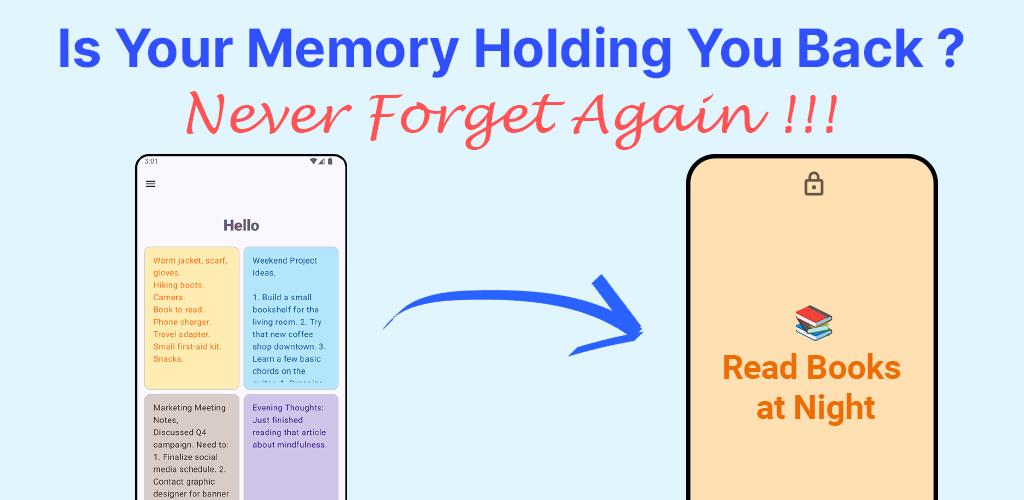 Is Your Memory Holding You Back ?
Never Forget Again !!!
3:01
Hello
Warm jacket, scarf,
gloves.
Hiking boots.
Camera.
Book to read.
Phone charger.
Travel adapter.
Small first-aid kit.
Snacks.
Weekend Project
Ideas,
1. Build a small
bookshelf for the
living room. 2. Try
that new coffee
shop downtown. 3.
Learn a few basic
chords on the
Marketing Meeting
Notes,
Discussed Q4
campaign. Need to:
1. Finalize social
media schedule. 2.
Contact graphic
designer for banner
Evening Thoughts:
Just finished
reading that article
about mindfulness.
Read Books
at Night